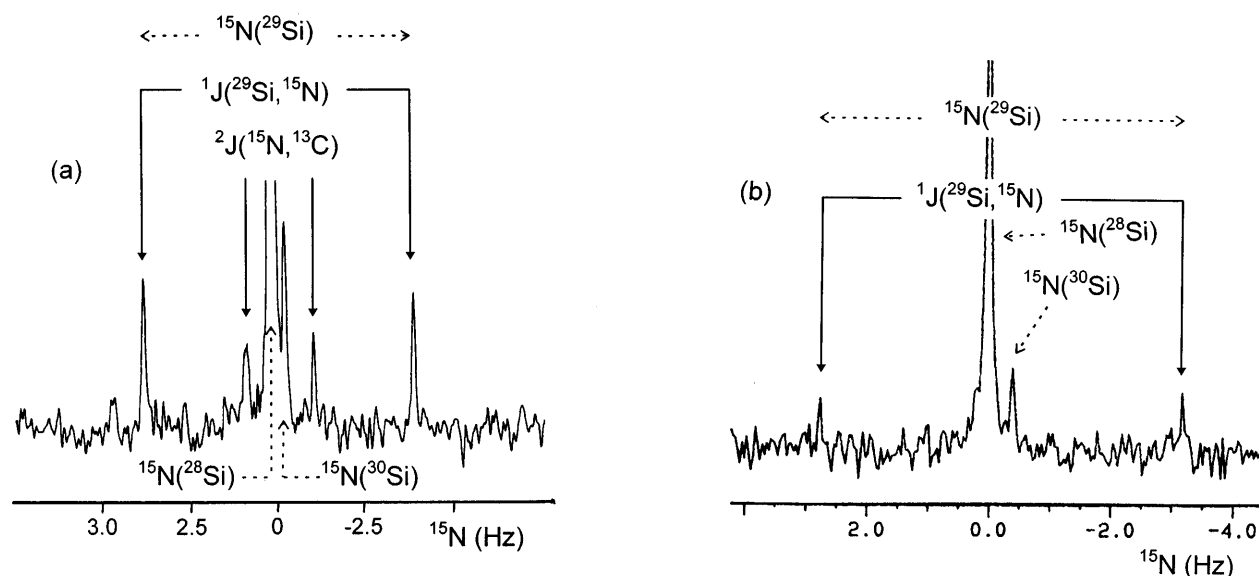 (a)
¹⁵N(²⁹Si)
¹J(²⁹Si,¹⁵N)
²J(¹⁵N,¹³C)
¹⁵N(²⁸Si)
¹⁵N(³⁰Si)
3.0 2.5 0 -2.5 ¹⁵N (Hz)
(b)
¹⁵N(²⁹Si)
¹J(²⁹Si,¹⁵N)
¹⁵N(²⁸Si)
¹⁵N(³⁰Si)
2.0 0.0 -2.0 -4.0
¹⁵N (Hz)